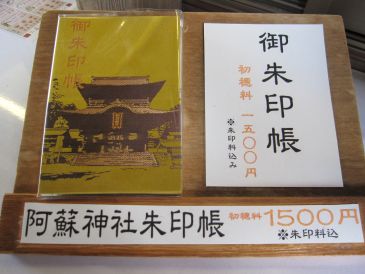 御朱印帳
御朱印帳
初穂料 一五〇〇円
※朱印料込み
阿蘇神社朱印帳
初穂料1500円
※朱印料込